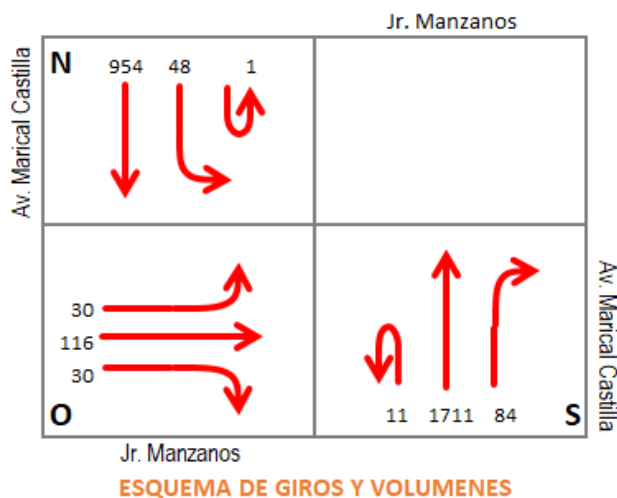 Jr. Manzanos
Av. Marical Castilla
N 954 48 1
30
116
30
O
11 1711 84 S
Av. Marical Castilla
Jr. Manzanos
ESQUEMA DE GIROS Y VOLUMENES